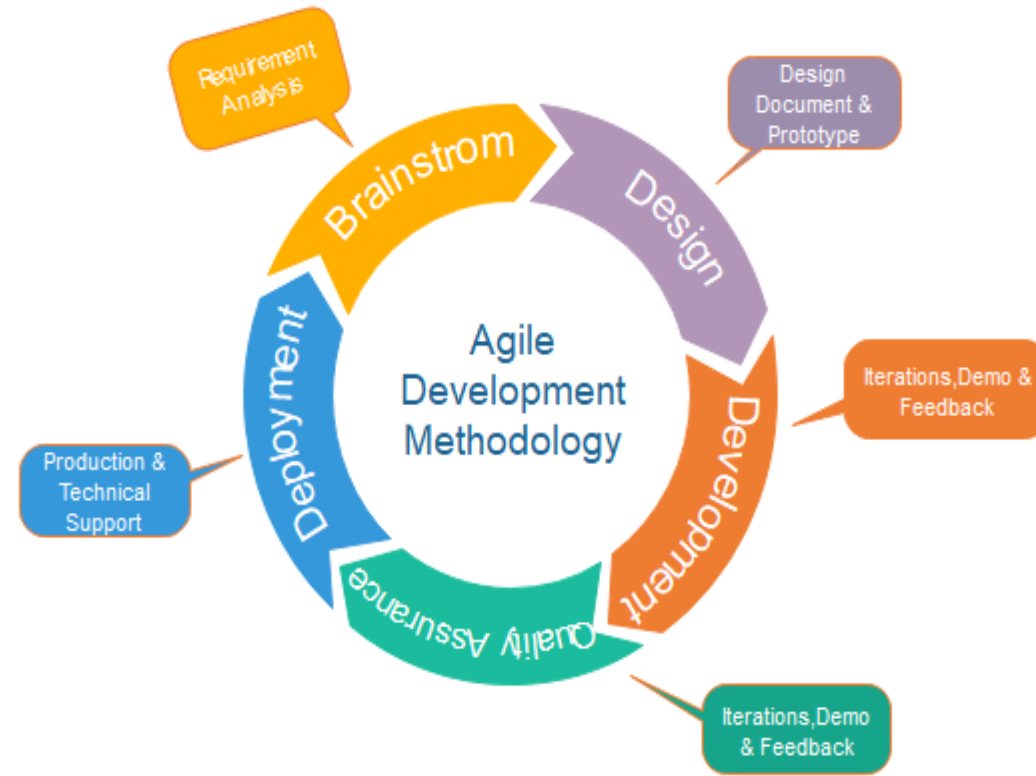 Requirement
Analysis
Design
Document &
Prototype
Brainstrom
Design
Agile
Development
Methodology
Iterations,Demo &
Feedback
Development
Deployment
Production &
Technical
Support
Quality Assurance
Iterations,Demo
& Feedback